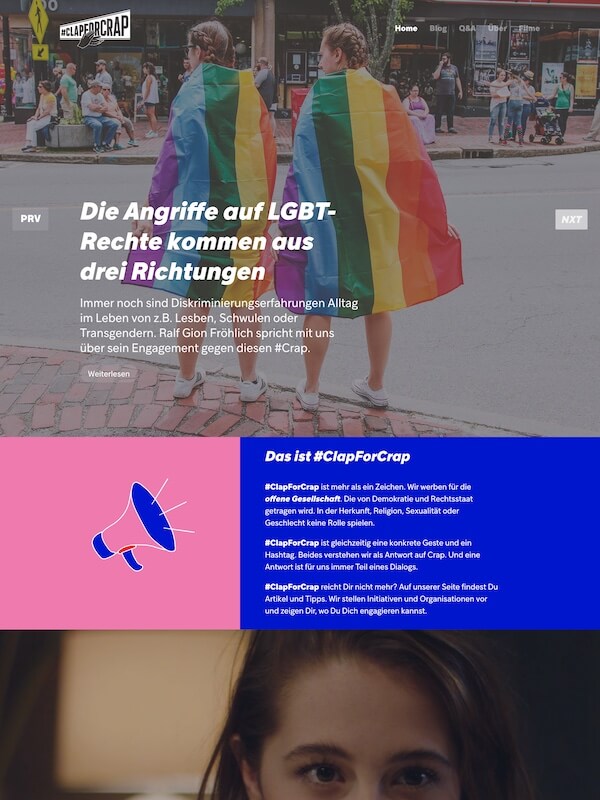 #CLAPFORCRAP
Home Blog Q&A Über Filme
PRV
NXT
Die Angriffe auf LGBT-
Rechte kommen aus
drei Richtungen
Immer noch sind Diskriminierungserfahrungen Alltag
im Leben von z.B. Lesben, Schwulen oder
Transgendern. Ralf Gion Fröhlich spricht mit uns
über sein Engagement gegen diesen #Crap.
Weiterlesen
Das ist #ClapForCrap
#ClapForCrap ist mehr als ein Zeichen. Wir werben für die
offene Gesellschaft. Die von Demokratie und Rechtsstaat
getragen wird. In der Herkunft, Religion, Sexualität oder
Geschlecht keine Rolle spielen.
#ClapForCrap ist gleichzeitig eine konkrete Geste und ein
Hashtag. Beides verstehen wir als Antwort auf Crap. Und eine
Antwort ist für uns immer Teil eines Dialogs.
#ClapForCrap reicht Dir nicht mehr? Auf unserer Seite findest Du
Artikel und Tipps. Wir stellen Initiativen und Organisationen vor
und zeigen Dir, wo Du Dich engagieren kannst.